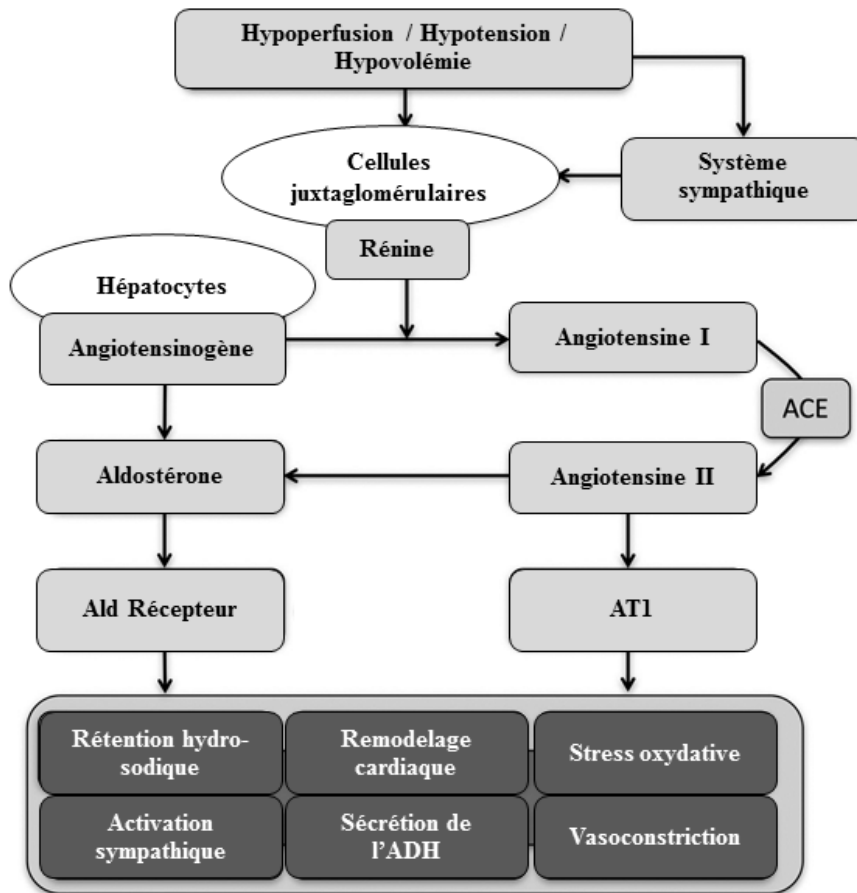 Hypoperfusion / Hypotension /
Hypovolémie
Cellules
juxtaglomérulaires
Système
sympathique
Rénine
Hépatocytes
Angiotensinogène
Angiotensine I
ACE
Aldostérone
Angiotensine II
Ald Récepteur
AT1
Rétention hydro-
sodique
Remodelage
cardiaque
Stress oxydative
Activation
sympathique
Sécrétion de
l'ADH
Vasoconstriction